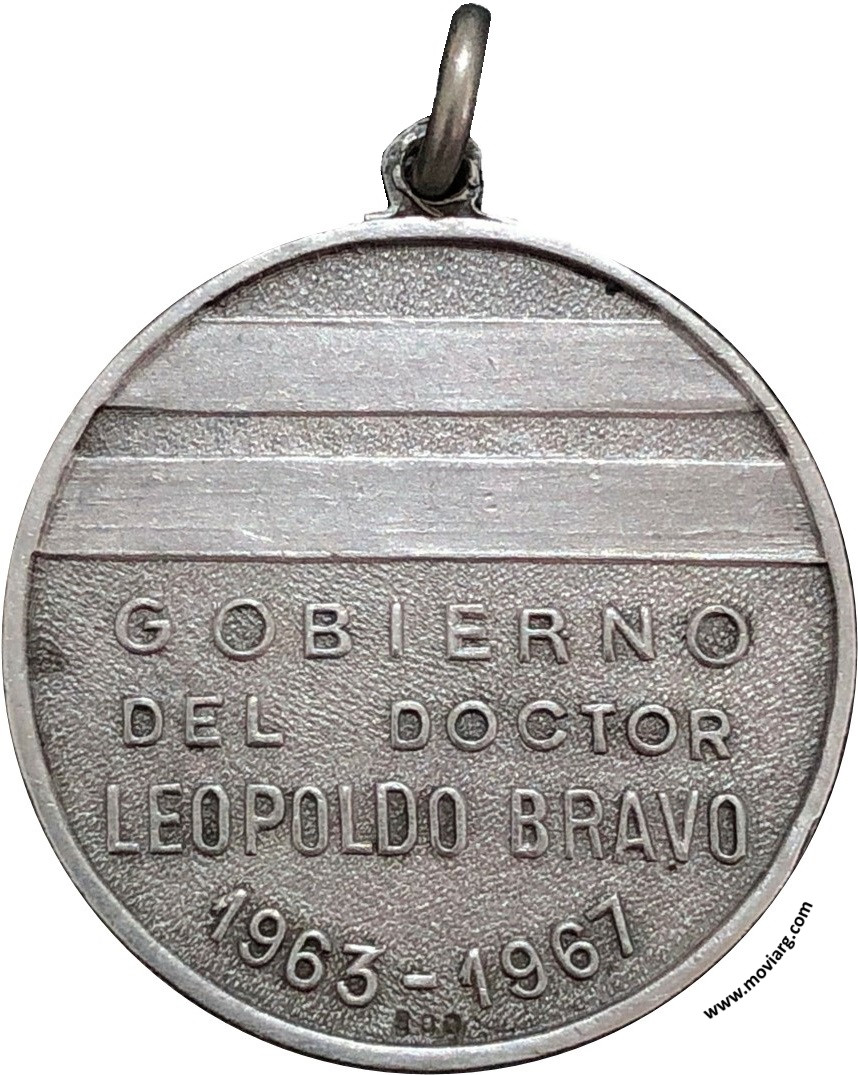 GOBIERNO
DEL DOCTOR
LEOPOLDO BRAVO
1963-1967
www.moviarg.com